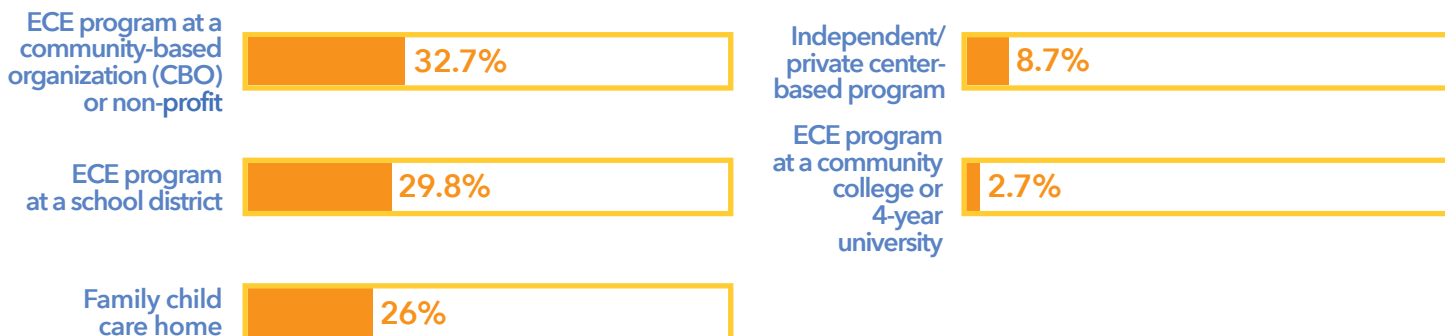 ECE program at a
community-based
organization (CBO)
or non-profit
32.7%
ECE program
at a school district
29.8%
Family child
care home
26%
Independent/
private center-
based program
8.7%
ECE program
at a community
college or
4-year
university
2.7%